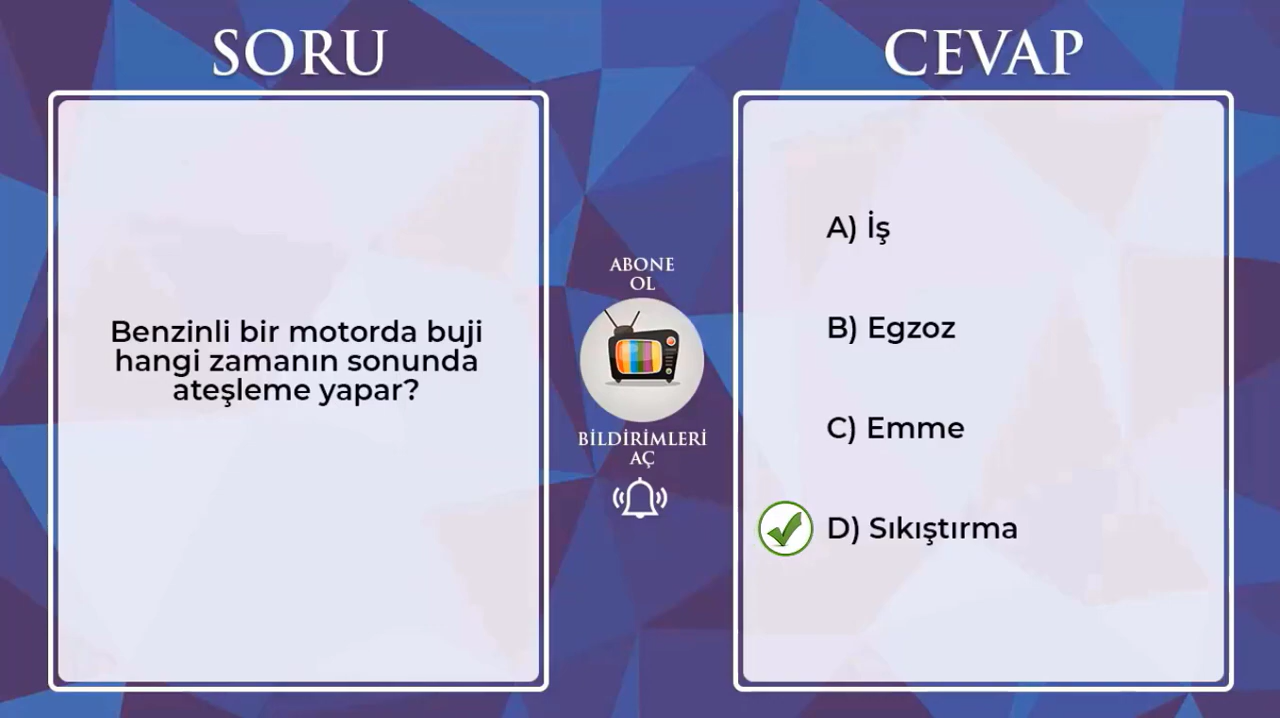 SORU
Benzinli bir motorda buji
hangi zamanın sonunda
ateşleme yapar?
ABONE
OL
BİLDİRİMLERİ
AÇ
CEVAP
A) İş
B) Egzoz
C) Emme
D) Sıkıştırma